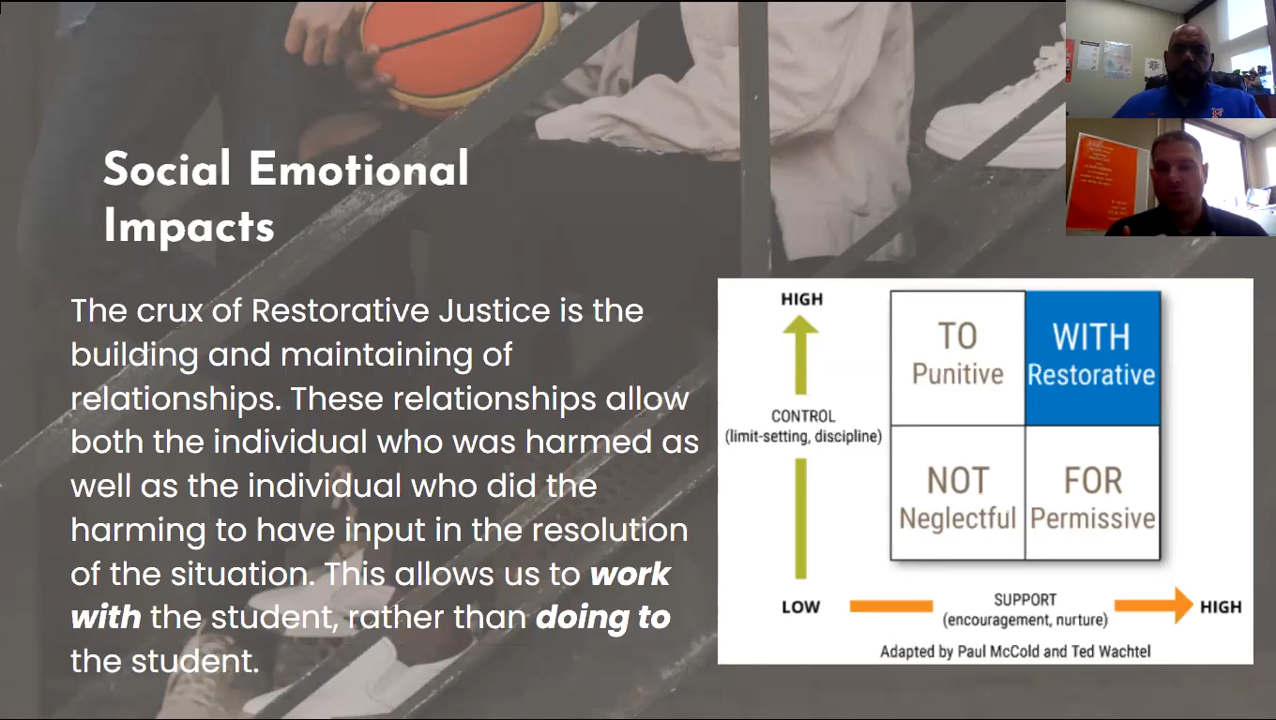 Social Emotional
Impacts
The crux of Restorative Justice is the
building and maintaining of
relationships. These relationships allow
both the individual who was harmed as
well as the individual who did the
harming to have input in the resolution
of the situation. This allows us to work
with the student, rather than doing to
the student.
HIGH
CONTROL
(limit-setting, discipline)
LOW
TO
Punitive
WITH
Restorative
NOT
Neglectful
FOR
Permissive
SUPPORT
(encouragement, nurture)
HIGH
Adapted by Paul McCold and Ted Wachtel